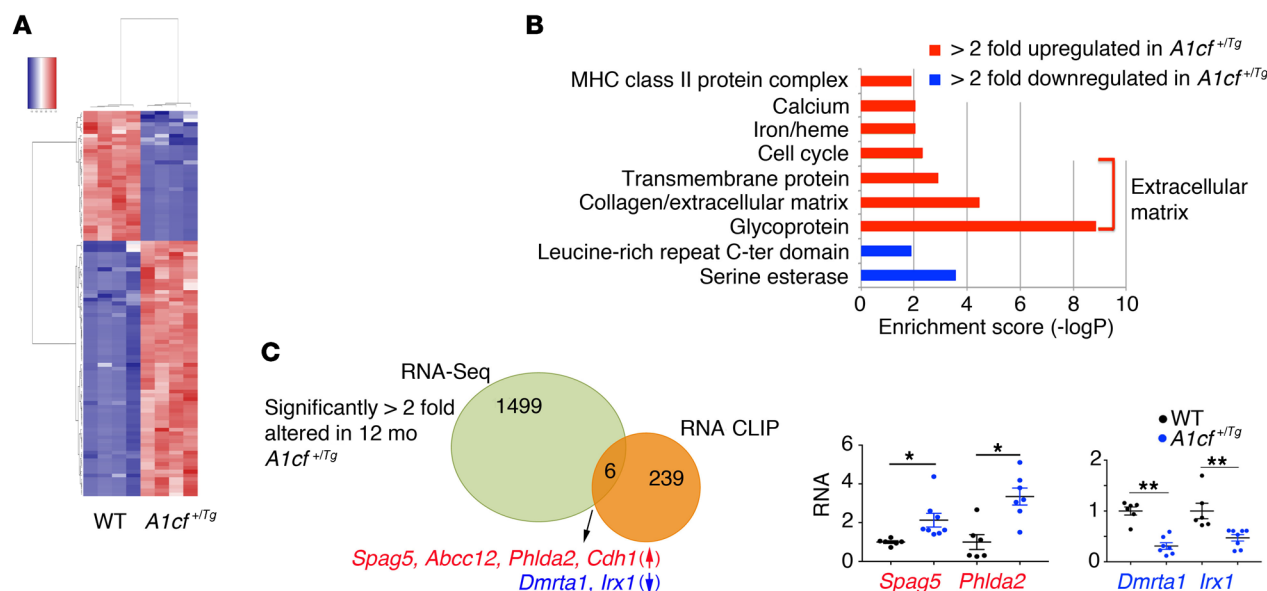 A
WT A1cf +/Tg
B
> 2 fold upregulated in A1cf +/Tg
> 2 fold downregulated in A1cf +/Tg
MHC class II protein complex
Calcium
Iron/heme
Cell cycle
Transmembrane protein
Collagen/extracellular matrix
Glycoprotein
Leucine-rich repeat C-ter domain
Serine esterase
Extracellular
matrix
0 2 4 6 8 10
Enrichment score (-logP)
C
RNA-Seq
Significantly > 2 fold
altered in 12 mo
A1cf +/Tg
1499
RNA CLIP
6
239
Spag5, Abcc12, Phlda2, Cdh1(↑)
Dmrta1, Irx1(↓)
WT
A1cf +/Tg
RNA
6
4
2
0
* *
Spag5 Phlda2
2
1
0
** **
Dmrta1 Irx1